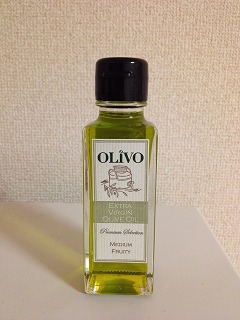 OLiVO
EXTRA
VIRGIN
OLIVE OIL
Premium Selection
MEDIUM
FRUITY